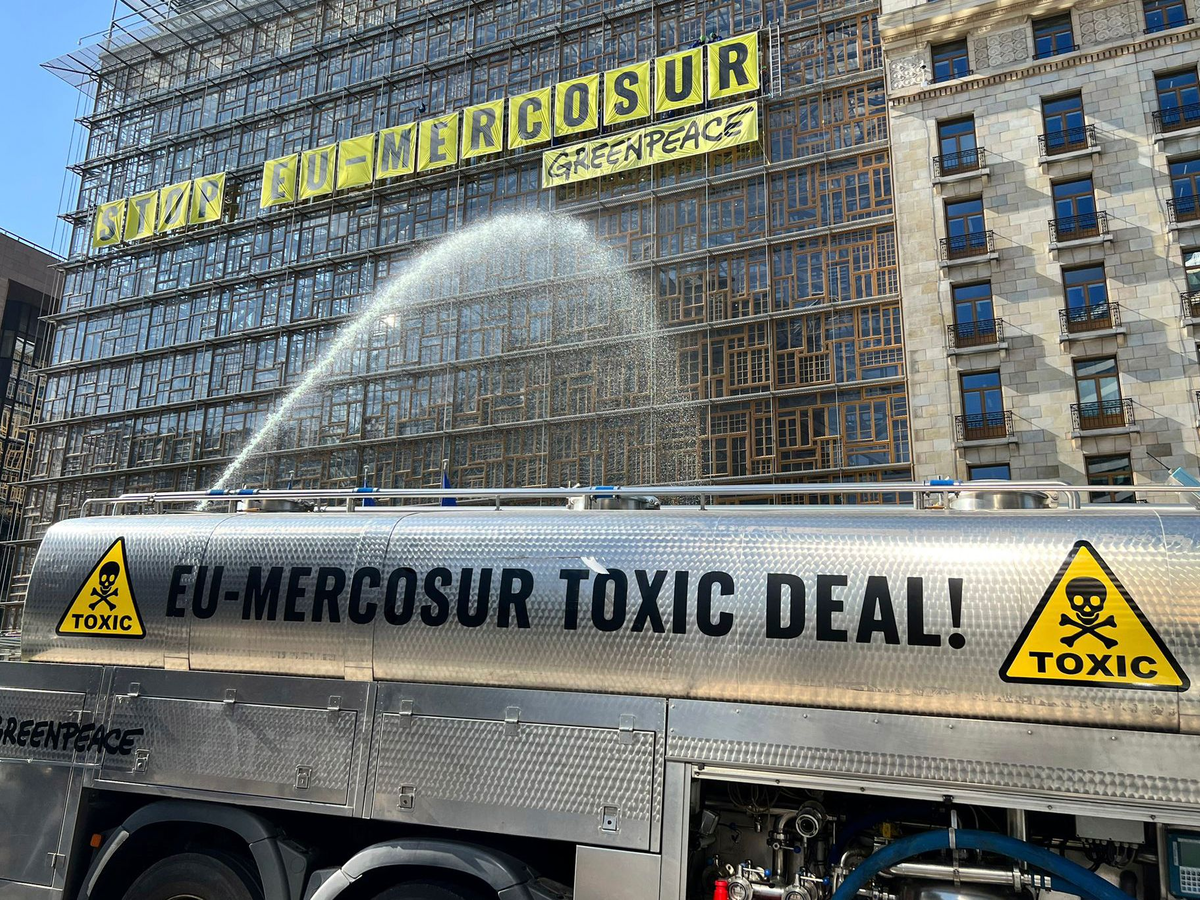 STOP EU-MERCOSUR
GREENPEACE
TOXIC
EU-MERCOSUR TOXIC DEAL!
TOXIC
GREENPEACE